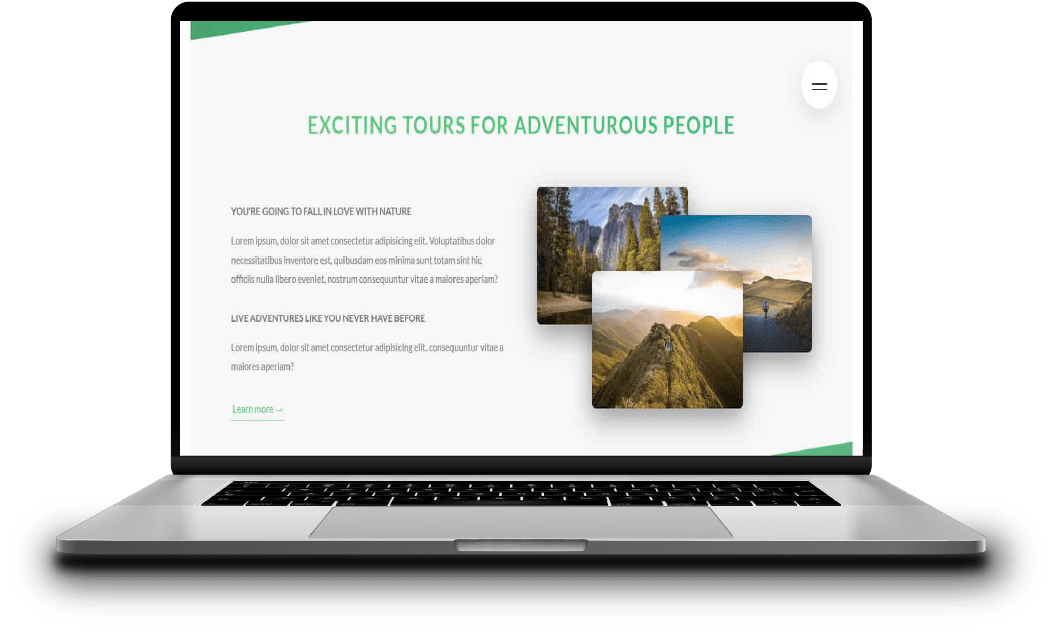 EXCITING TOURS FOR ADVENTUROUS PEOPLE
YOU'RE GOING TO FALL IN LOVE WITH NATURE
Lorem ipsum, dolor sit amet consectetur adipisicing elit. Voluptatibus dolor
necessitatibus inventore est, quibusdam eos minima sunt totam sint hic
officiis nulla libero eveniet, nostrum consequuntur vitae a maiores aperiam?
LIVE ADVENTURES LIKE YOU NEVER HAVE BEFORE
Lorem ipsum, dolor sit amet consectetur adipisicing elit. consequuntur vitae a
maiores aperiam?
Learn more →